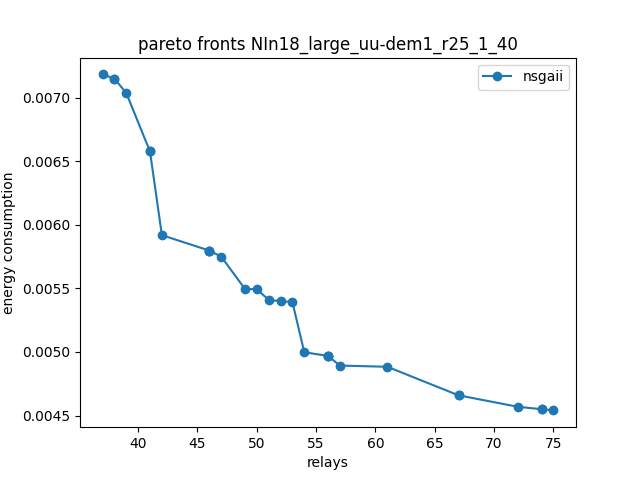 pareto fronts NIn18_large_uu-dem1_r25_1_40
nsgaii
0.0070
0.0065
0.0060
0.0055
0.0050
0.0045
energy consumption
40 45 50 55 60 65 70 75
relays